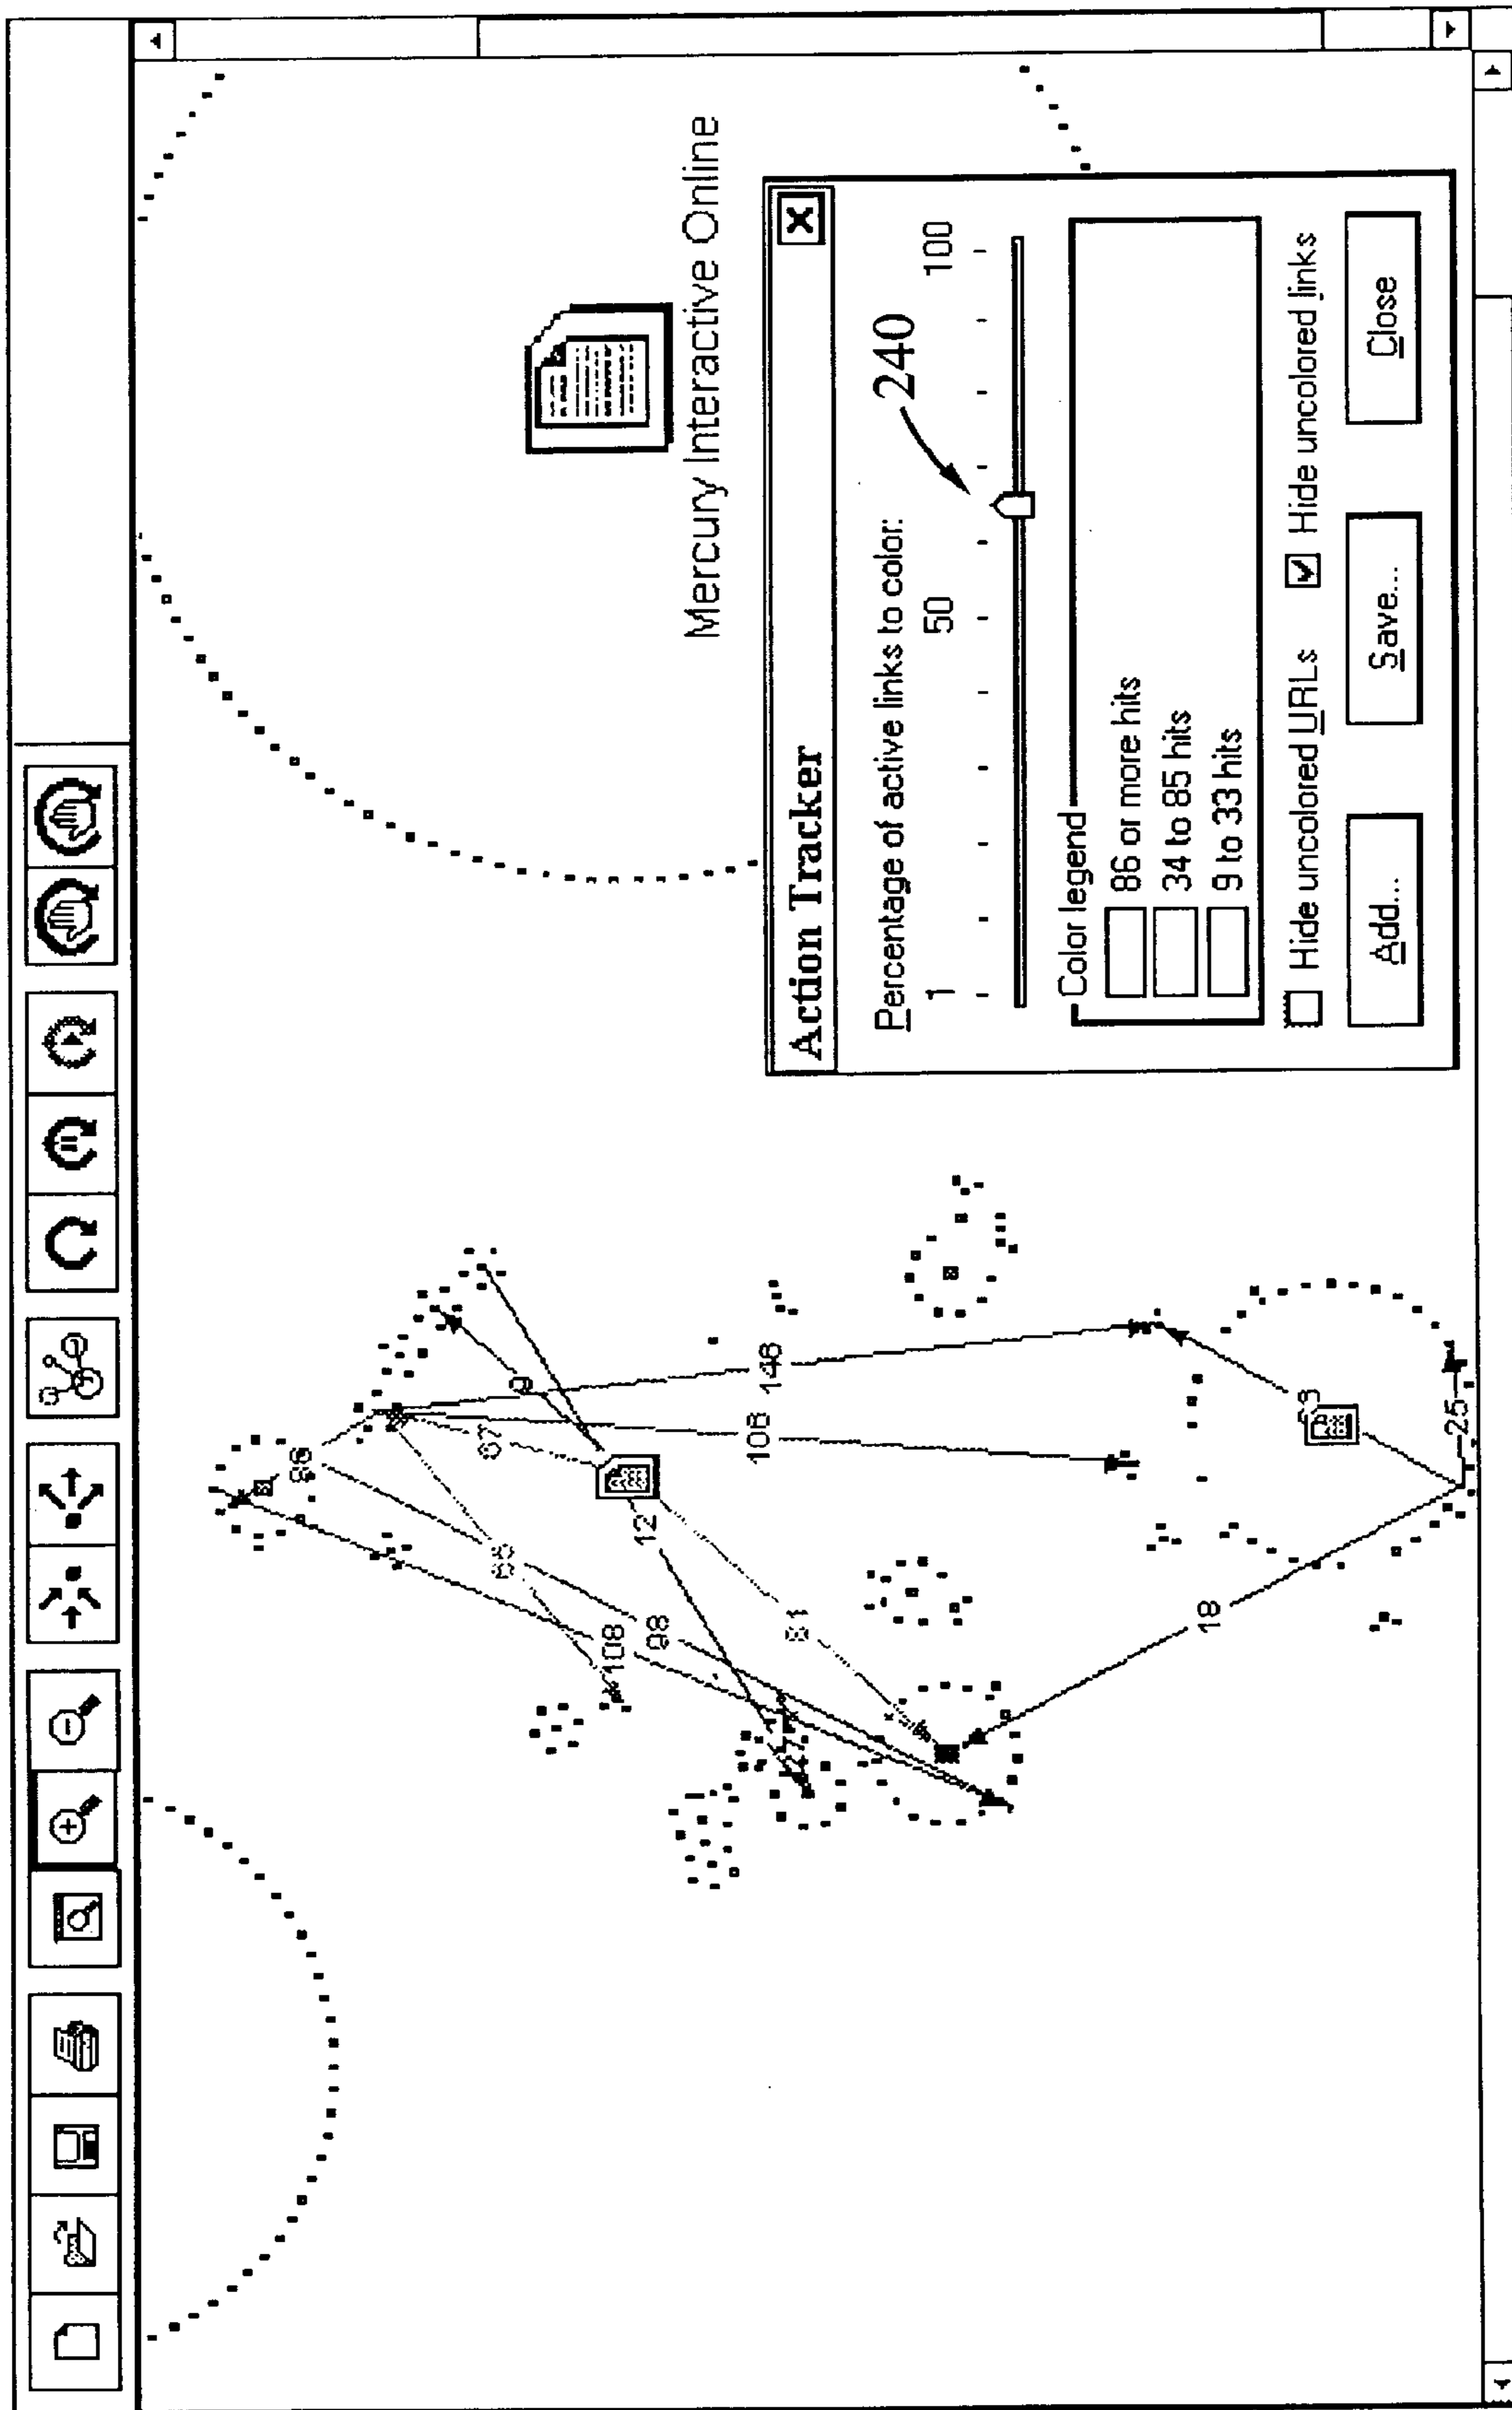 Mercury Interactive Online
Action Tracker
Percentage of active links to color:
1 50 100
240
Color legend
86 or more hits
34 to 85 hits
9 to 33 hits
Hide uncolored URLs
Hide uncolored links
Add...
Save...
Close
9
67
146
108
12
108
98
81
18
25